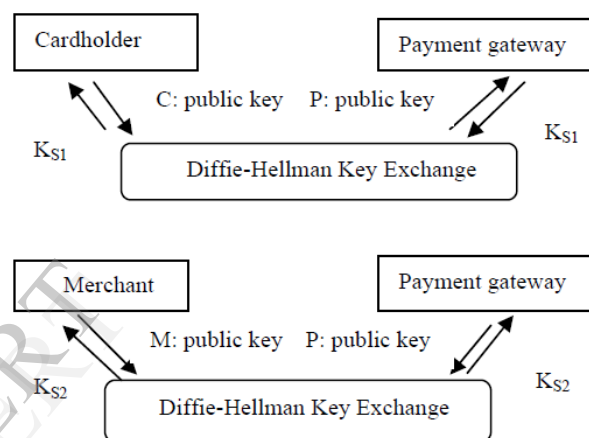 Cardholder
Payment gateway
C: public key P: public key
KS1
KS1
Diffie-Hellman Key Exchange
Merchant
Payment gateway
M: public key P: public key
KS2
KS2
Diffie-Hellman Key Exchange
ERT